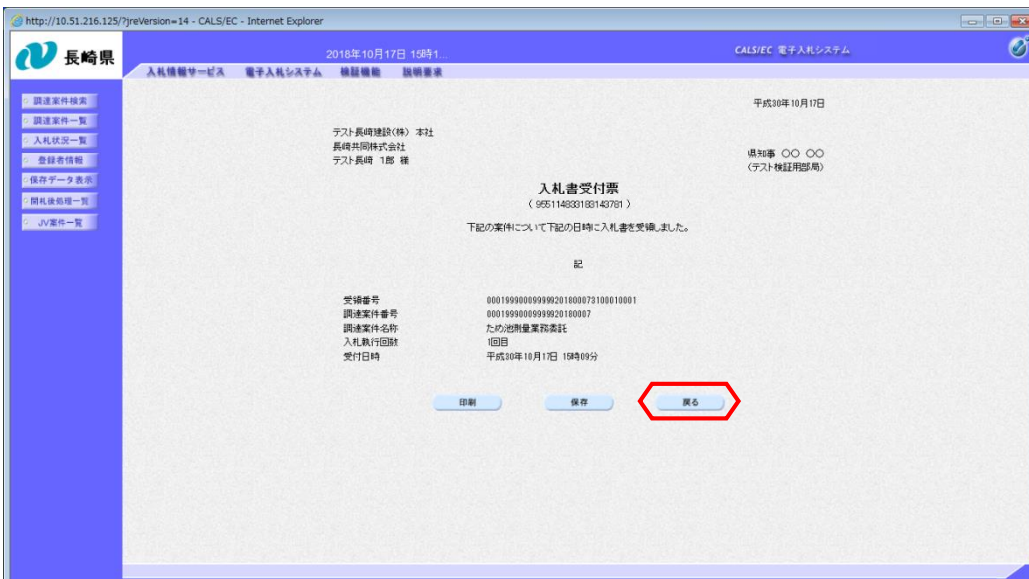 http://10.51.216.125/?jreVersion=14 - CALS/EC - Internet Explorer
長崎県
2018年10月17日 15時1...
CALS/EC 電子入札システム
入札情報サービス 電子入札システム 検証機能 説明要求
調達案件検索
調達案件一覧
入札状況一覧
登録者情報
保存データ表示
開札後処理一覧
JV案件一覧
平成30年10月17日
テスト長崎建設(株) 本社
長崎共同株式会社
テスト長崎 1郎 様
県知事 ○○ ○○
(テスト検証用部局)
入札書受付票
( 955114833183143781 )
下記の案件について下記の日時に入札書を受領しました。
記
受領番号 000199900099999201800073100010001
調達案件番号 0001999000999992018​0007
調達案件名称 ため池測量業務委託
入札執行回数 1回目
受付日時 平成30年10月17日 15時09分
印刷 保存 戻る